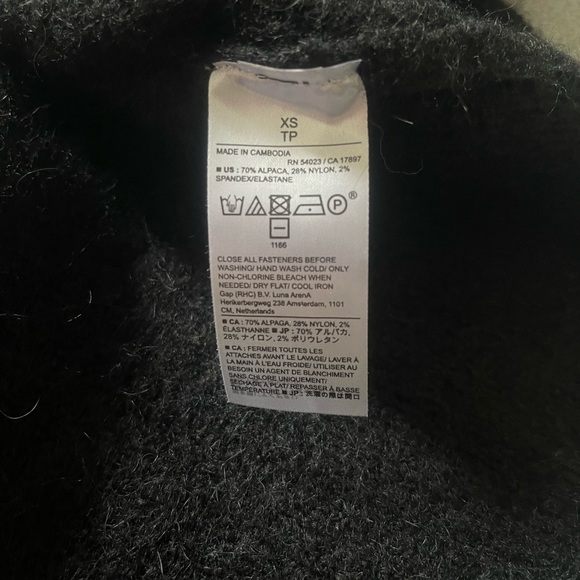 XS
TP
MADE IN CAMBODIA
RN 54023 / CA 17897
■ US : 70% ALPACA, 28% NYLON, 2%
SPANDEX/ELASTANE
P ®
1166
CLOSE ALL FASTENERS BEFORE
WASHING/ HAND WASH COLD/ ONLY
NON-CHLORINE BLEACH WHEN
NEEDED/ DRY FLAT/ COOL IRON
Gap (RHC) B.V. Luna ArenA
Herikerbergweg 238 Amsterdam, 1101
CM, Netherlands
■ CA : 70% ALPAGA, 28% NYLON, 2%
ÉLASTHANNE ■ JP : 70% アルパカ,
28% ナイロン, 2% ポリウレタン
■ CA : FERMER TOUTES LES
ATTACHES AVANT LE LAVAGE/ LAVER À
LA MAIN À L'EAU FROIDE/ UTILISER AU
BESOIN UN AGENT DE BLANCHIMENT
SANS CHLORE UNIQUEMENT/
SÉCHAGE À PLAT/ REPASSER À BASSE
TEMPÉRATURE ■ JP : 洗濯の際は開口